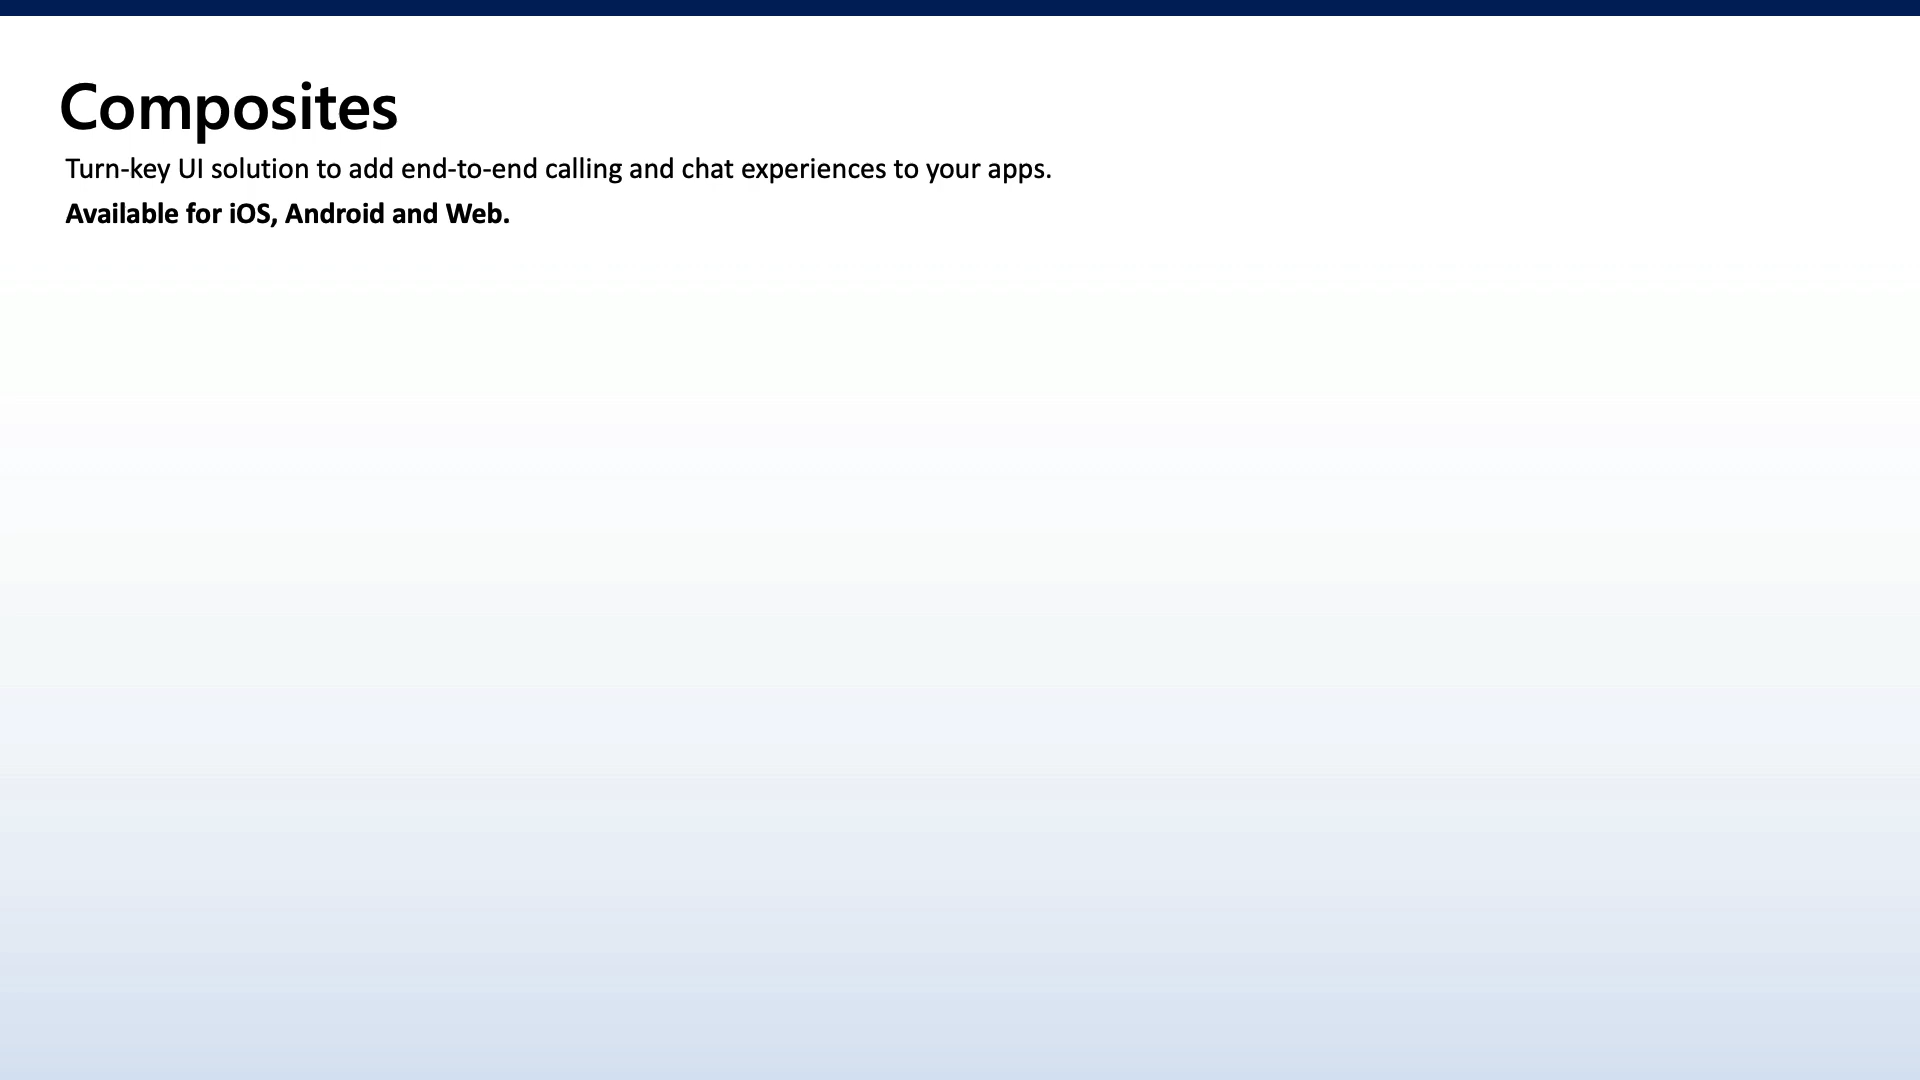 Composites
Turn-key UI solution to add end-to-end calling and chat experiences to your apps.
Available for iOS, Android and Web.